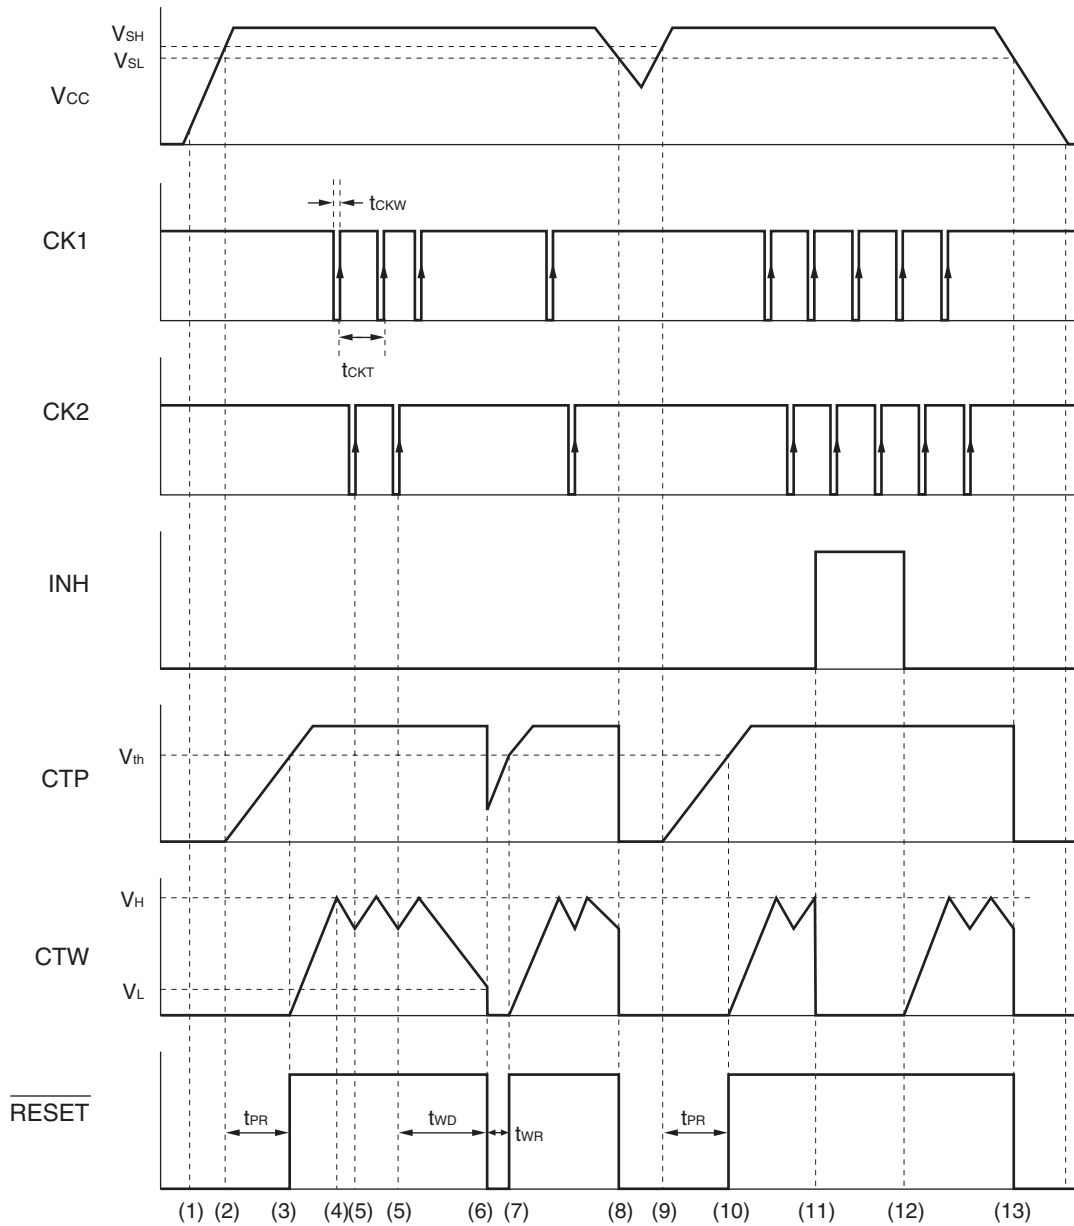 VSH
VSL
VCC
tCKW
CK1
tCKT
CK2
INH
Vth
CTP
VH
CTW
VL
RESET
tPR
tWD
tWR
tPR
(1) (2) (3) (4) (5) (5) (6) (7) (8) (9) (10) (11) (12) (13)